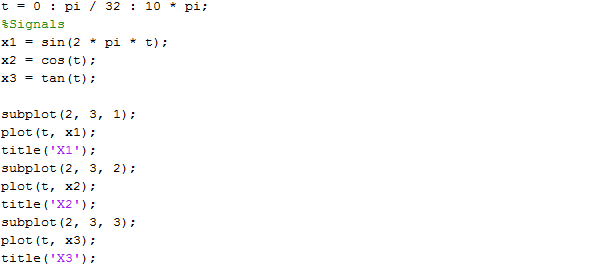 t = 0 : pi / 32 : 10 * pi;
%Signals
x1 = sin(2 * pi * t);
x2 = cos(t);
x3 = tan(t);
subplot(2, 3, 1);
plot(t, x1);
title('X1');
subplot(2, 3, 2);
plot(t, x2);
title('X2');
subplot(2, 3, 3);
plot(t, x3);
title('X3');